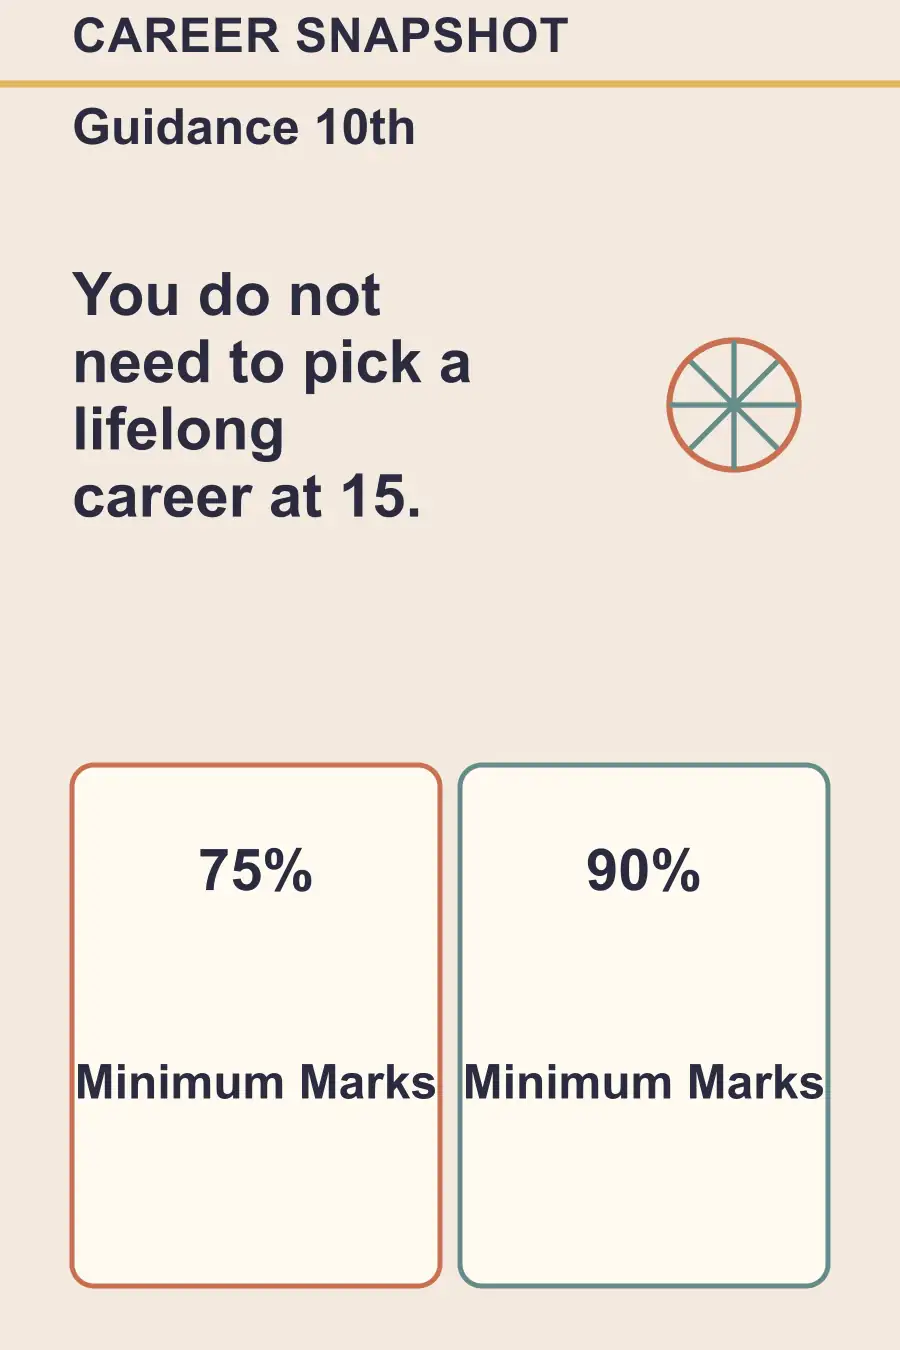 CAREER SNAPSHOT
Guidance 10th
You do not
need to pick a
lifelong
career at 15.
75%
90%
Minimum Marks
Minimum Marks